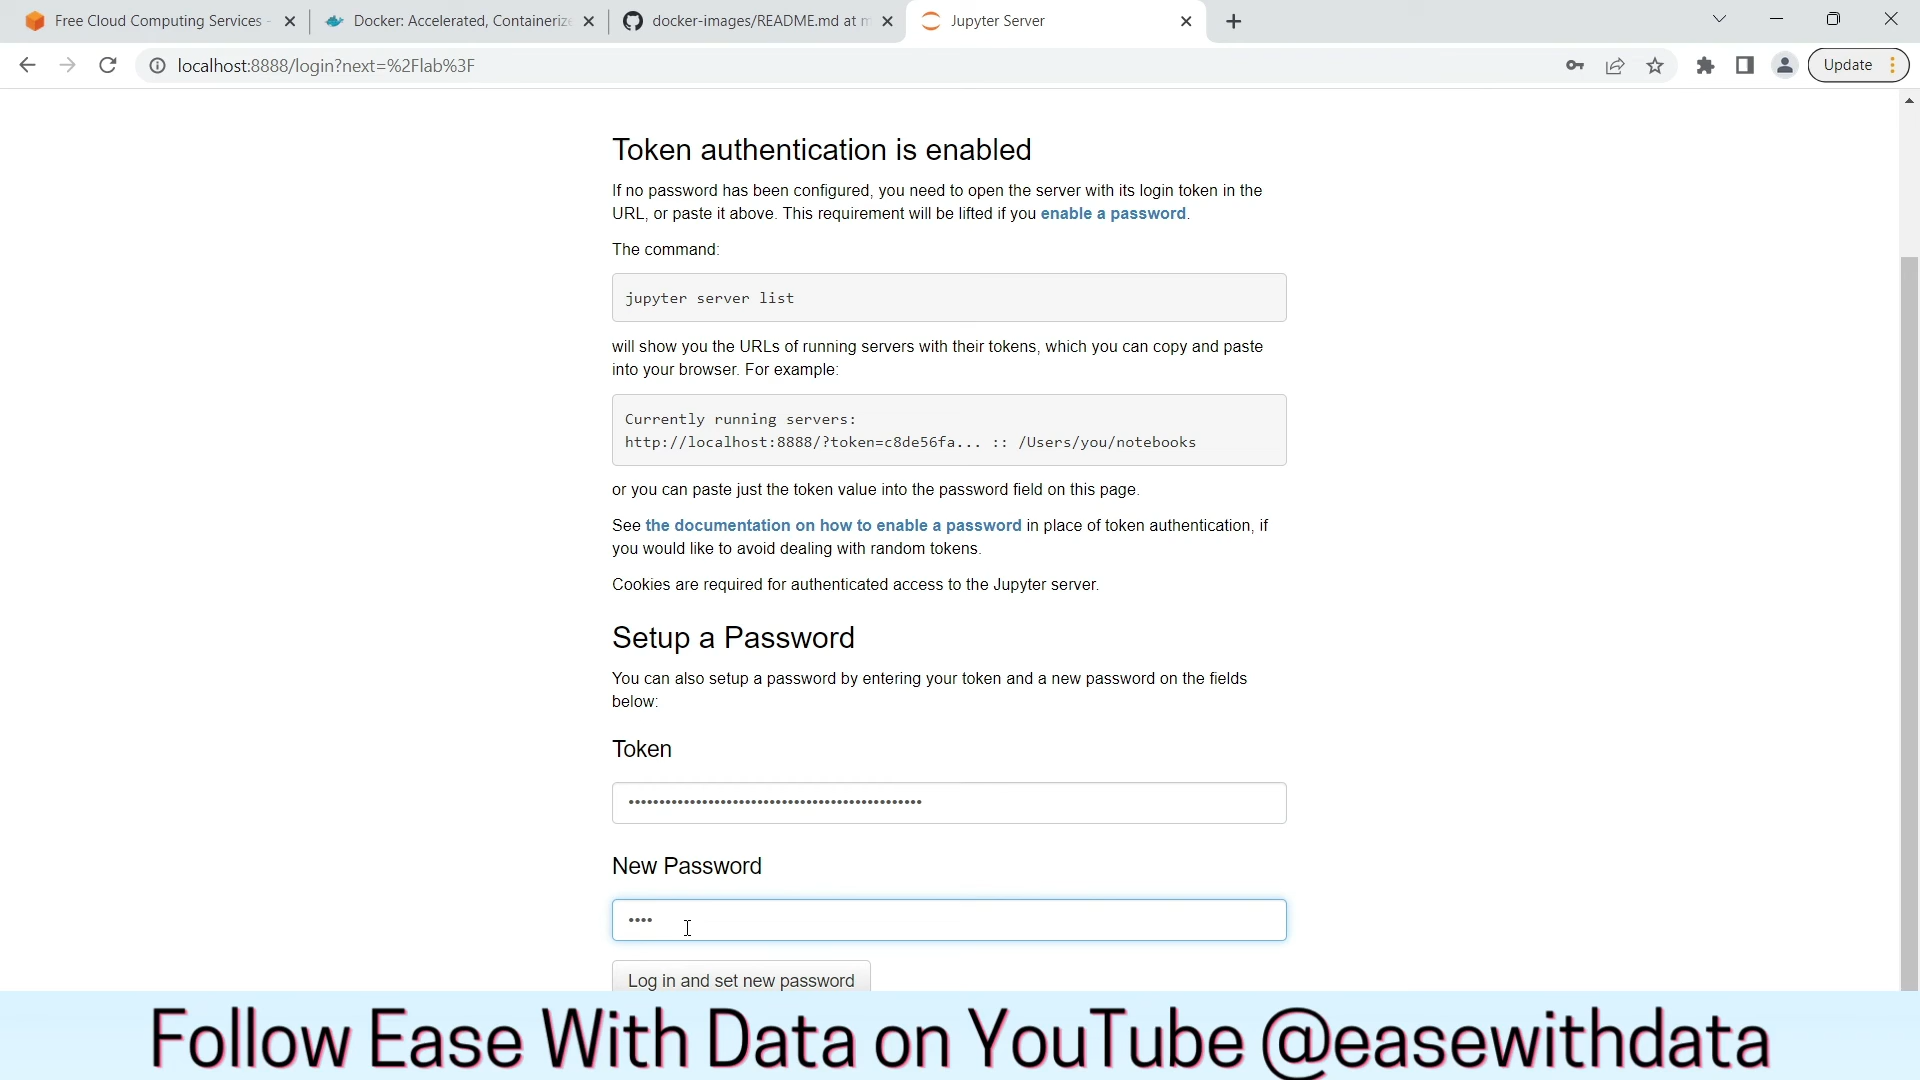 Free Cloud Computing Services -
Docker: Accelerated, Containerize
docker-images/README.md at m
Jupyter Server
localhost:8888/login?next=%2Flab%3F
Update
Token authentication is enabled
If no password has been configured, you need to open the server with its login token in the
URL, or paste it above. This requirement will be lifted if you enable a password.
The command:
jupyter server list
will show you the URLs of running servers with their tokens, which you can copy and paste
into your browser. For example:
Currently running servers:
http://localhost:8888/?token=c8de56fa... :: /Users/you/notebooks
or you can paste just the token value into the password field on this page.
See the documentation on how to enable a password in place of token authentication, if
you would like to avoid dealing with random tokens.
Cookies are required for authenticated access to the Jupyter server.
Setup a Password
You can also setup a password by entering your token and a new password on the fields
below:
Token
New Password
Log in and set new password
Follow Ease With Data on YouTube @easewithdata